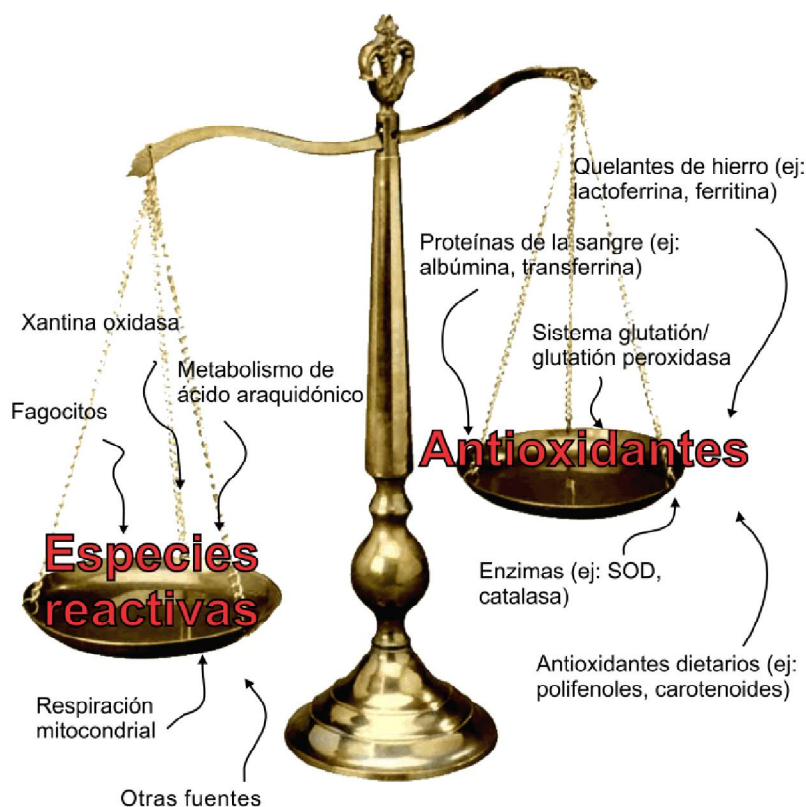 Quelantes de hierro (ej:
lactoferrina, ferritina)
Proteínas de la sangre (ej:
albúmina, transferrina)
Xantina oxidasa
Sistema glutatión/
glutatión peroxidasa
Metabolismo de
ácido araquidónico
Fagocitos
Antioxidantes
Especies
reactivas
Enzimas (ej: SOD,
catalasa)
Antioxidantes dietarios (ej:
polifenoles, carotenoides)
Respiración
mitocondrial
Otras fuentes